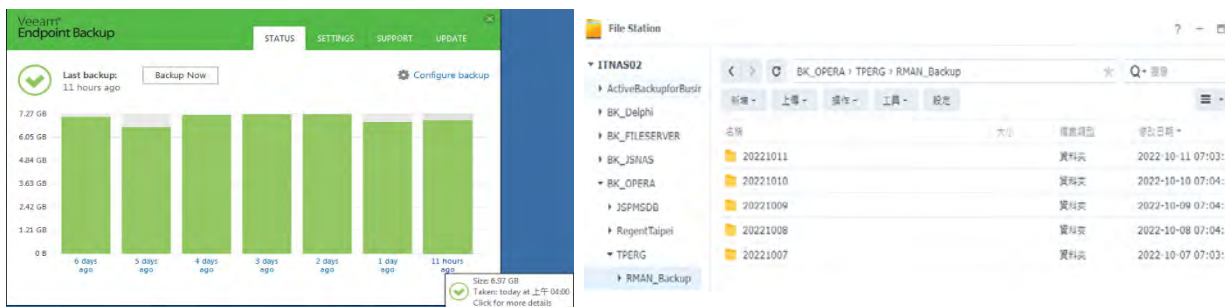 Veeam®
Endpoint Backup
STATUS
SETTINGS
SUPPORT
UPDATE
Last backup:
11 hours ago
Backup Now
Configure backup
7.27 GB
6.05 GB
4.84 GB
3.63 GB
2.42 GB
1.21 GB
0 B
6 days ago
5 days ago
4 days ago
3 days ago
2 days ago
1 day ago
11 hours ago
Size: 6.97 GB
Taken: today at 上午 04:00
Click for more details
File Station
ITNAS02
ActiveBackupforBusir
BK_Delphi
BK_FILESERVER
BK_JSNAS
BK_OPERA
JSPMSDB
RegentTaipei
TPERG
RMAN_Backup
BK_OPERA › TPERG › RMAN_Backup
搜尋
新增
上傳
操作
工具
設定
名稱
大小
檔案類型
修改日期
20221011 資料夾 2022-10-11 07:03:
20221010 資料夾 2022-10-10 07:04:
20221009 資料夾 2022-10-09 07:04:
20221008 資料夾 2022-10-08 07:04:
20221007 資料夾 2022-10-07 07:03: